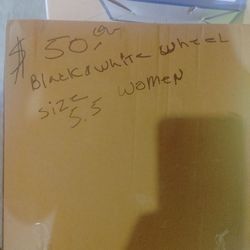 $ 50.00
Black & white wheel
size women
5.5